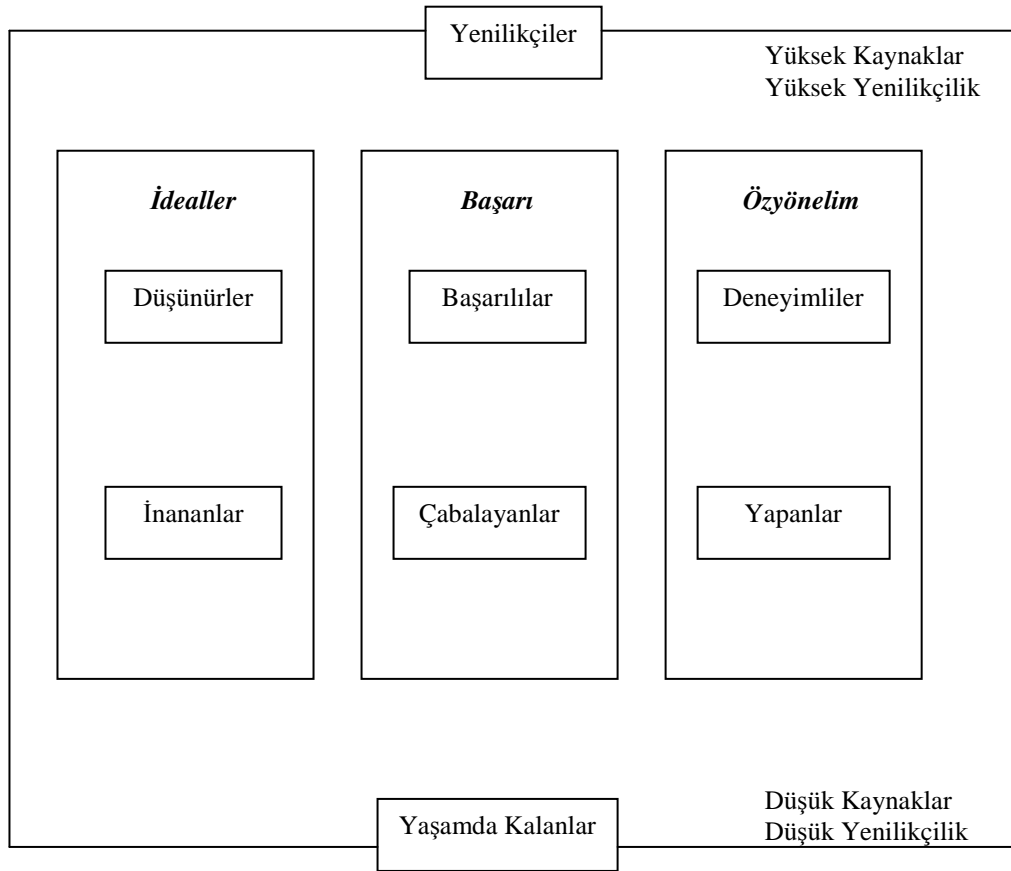 Yenilikçiler
Yüksek Kaynaklar
Yüksek Yenilikçilik
İdealler
Başarı
Özyönelim
Düşünürler
Başarılılar
Deneyimliler
İnananlar
Çabalayanlar
Yapanlar
Düşük Kaynaklar
Düşük Yenilikçilik
Yaşamda Kalanlar